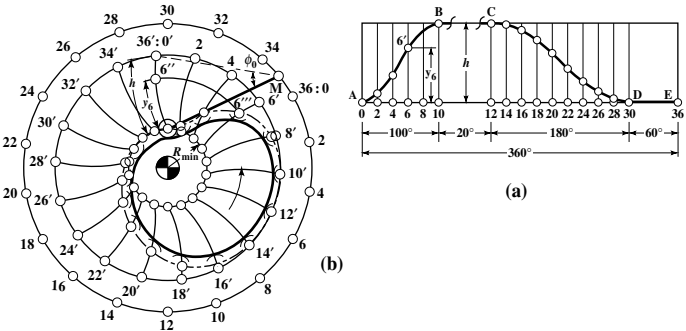 30
28
32
26
34
36′:0′
2
ϕ₀
34′
4
M
36:0
6″
h
6′
32′
y₆
24
6‴
30′
8′
22
R min
2
28′
10′
20
4
26′
12′
18
24′
14′
6
22′
20′
16′
16
18′
8
14
10
12
(b)
B
C
6′
y₆
h
A
D
E
0 2 4 6 8 10 12 14 16 18 20 22 24 26 28 30 36
100° 20° 180° 60°
360°
(a)